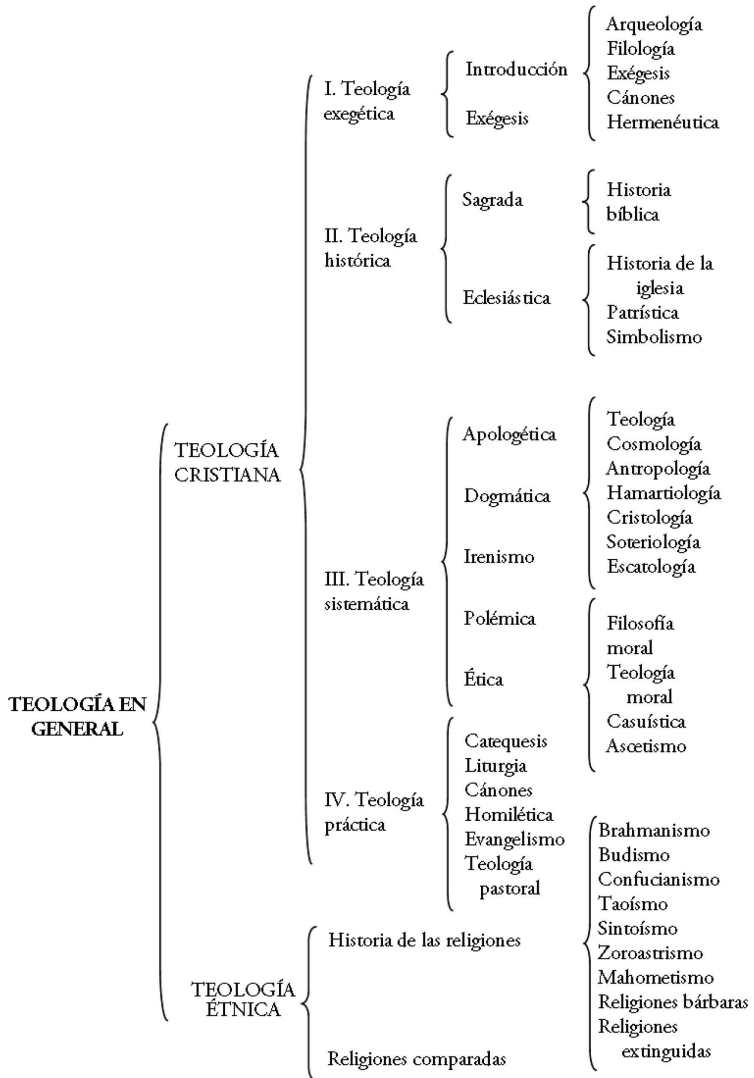 TEOLOGÍA EN
GENERAL
TEOLOGÍA
CRISTIANA
I. Teología
exegética
Introducción
Arqueología
Filología
Exégesis
Cánones
Hermenéutica
Exégesis
II. Teología
histórica
Sagrada
Historia
bíblica
Eclesiástica
Historia de la
iglesia
Patrística
Simbolismo
III. Teología
sistemática
Apologética
Dogmática
Teología
Cosmología
Antropología
Hamartiología
Cristología
Soteriología
Escatología
Irenismo
Polémica
Ética
Filosofía
moral
Teología
moral
Casuística
Ascetismo
IV. Teología
práctica
Catequesis
Liturgia
Cánones
Homilética
Evangelismo
Teología
pastoral
TEOLOGÍA
ÉTNICA
Historia de las religiones
Brahmanismo
Budismo
Confucianismo
Taoísmo
Sintoísmo
Zoroastrismo
Mahometismo
Religiones bárbaras
Religiones
extinguidas
Religiones comparadas